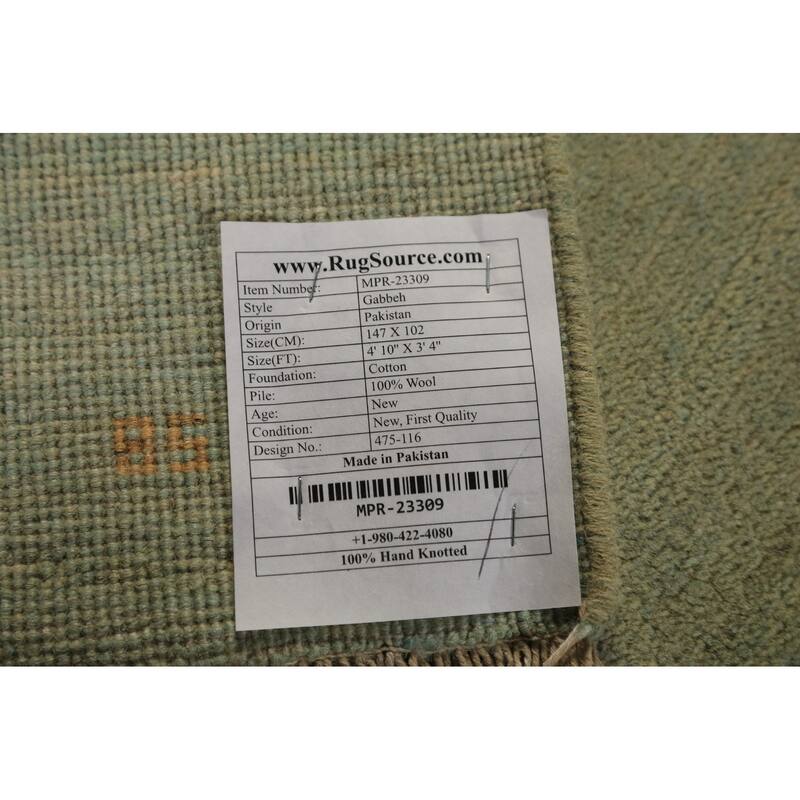 www.RugSource.com
Item Number: MPR-23309
Style Gabbeh
Origin Pakistan
Size(CM): 147 X 102
Size(FT): 4' 10" X 3' 4"
Foundation: Cotton
Pile: 100% Wool
Age: New
Condition: New, First Quality
Design No.: 475-116
Made in Pakistan
MPR-23309
+1-980-422-4080
100% Hand Knotted